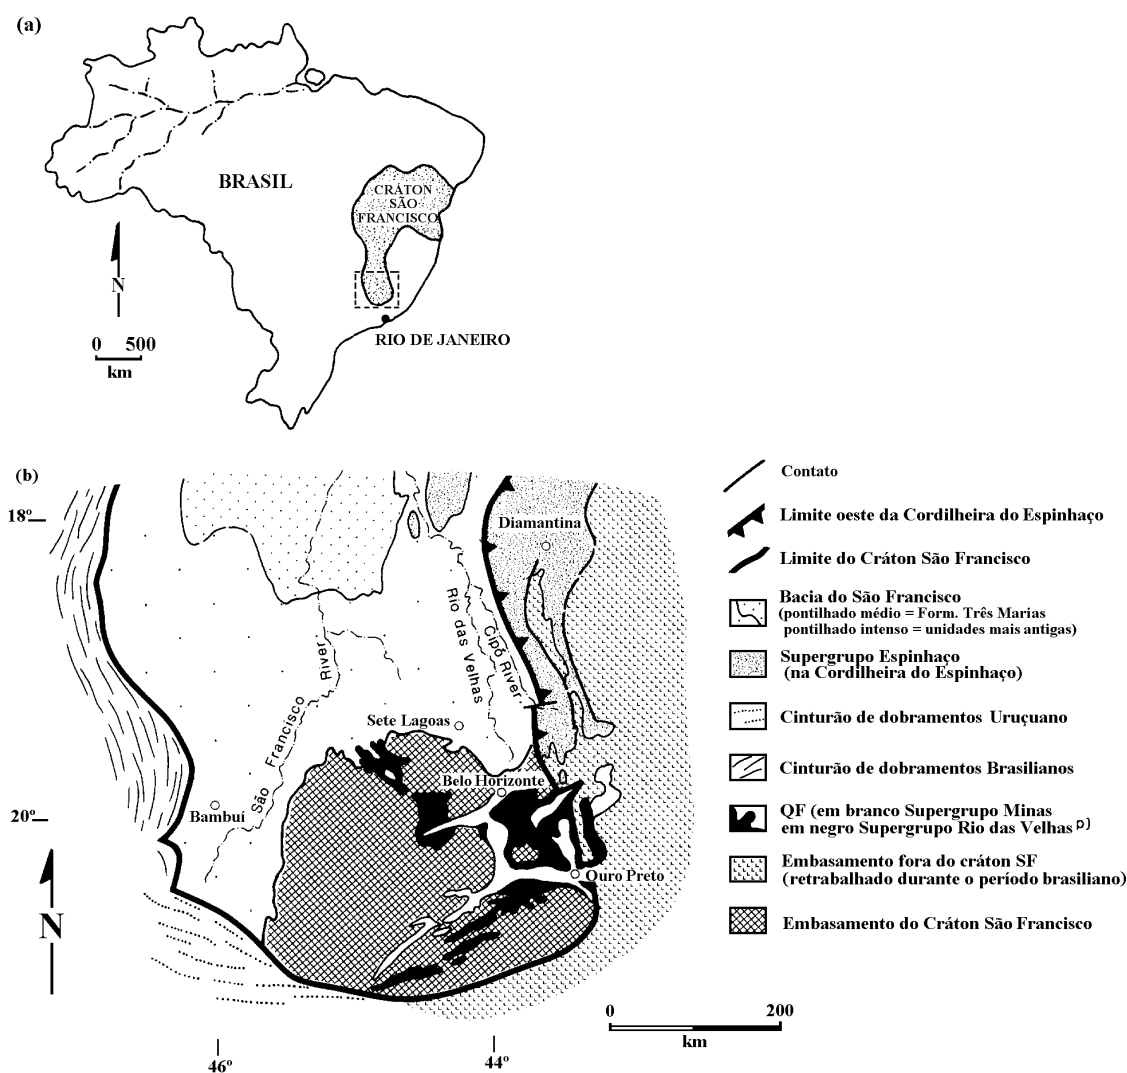 (a)
BRASIL
CRÁTON
SÃO
FRANCISCO
N
0 500
km
RIO DE JANEIRO
(b)
18º
Diamantina
Rio das Velhas
Cipó River
São Francisco River
Sete Lagoas
Belo Horizonte
Bambuí
20º
Ouro Preto
N
46º
44º
0 200
km
Contato
Limite oeste da Cordilheira do Espinhaço
Limite do Cráton São Francisco
Bacia do São Francisco
(pontilhado médio = Form. Três Marias
pontilhado intenso = unidades mais antigas)
Supergrupo Espinhaço
(na Cordilheira do Espinhaço)
Cinturão de dobramentos Uruçuano
Cinturão de dobramentos Brasilianos
QF (em branco Supergrupo Minas
em negro Supergrupo Rio das Velhas p)
Embasamento fora do cráton SF
(retrabalhado durante o período brasiliano)
Embasamento do Cráton São Francisco